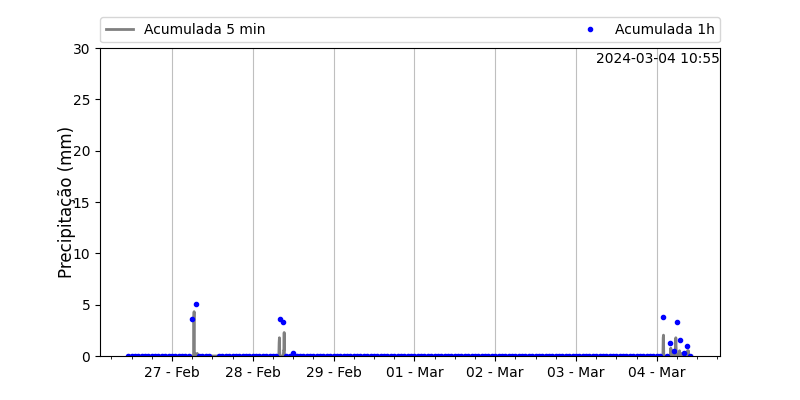 Acumulada 5 min
Acumulada 1h
2024-03-04 10:55
Precipitação (mm)
30
25
20
15
10
5
0
27 - Feb
28 - Feb
29 - Feb
01 - Mar
02 - Mar
03 - Mar
04 - Mar